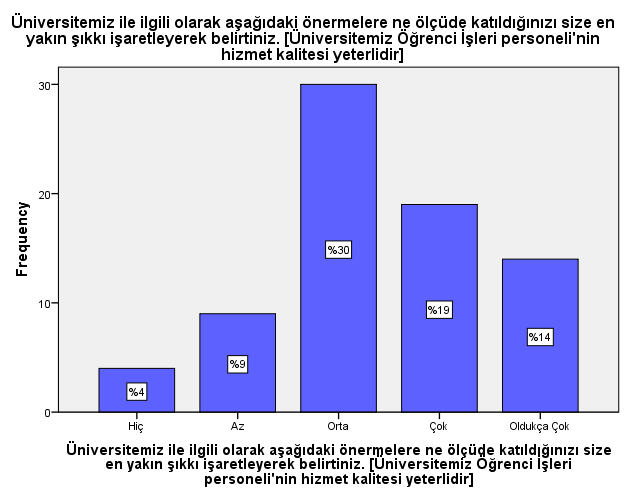 Üniversitemiz ile ilgili olarak aşağıdaki önermelere ne ölçüde katıldığınızı size en
yakın şıkkı işaretleyerek belirtiniz. [Üniversitemiz Öğrenci İşleri personeli'nin
hizmet kalitesi yeterlidir]
Frequency
30
20
10
0
%4
%9
%30
%19
%14
Hiç
Az
Orta
Çok
Oldukça Çok
Üniversitemiz ile ilgili olarak aşağıdaki önermelere ne ölçüde katıldığınızı size
en yakın şıkkı işaretleyerek belirtiniz. [Üniversitemiz Öğrenci İşleri
personeli'nin hizmet kalitesi yeterlidir]